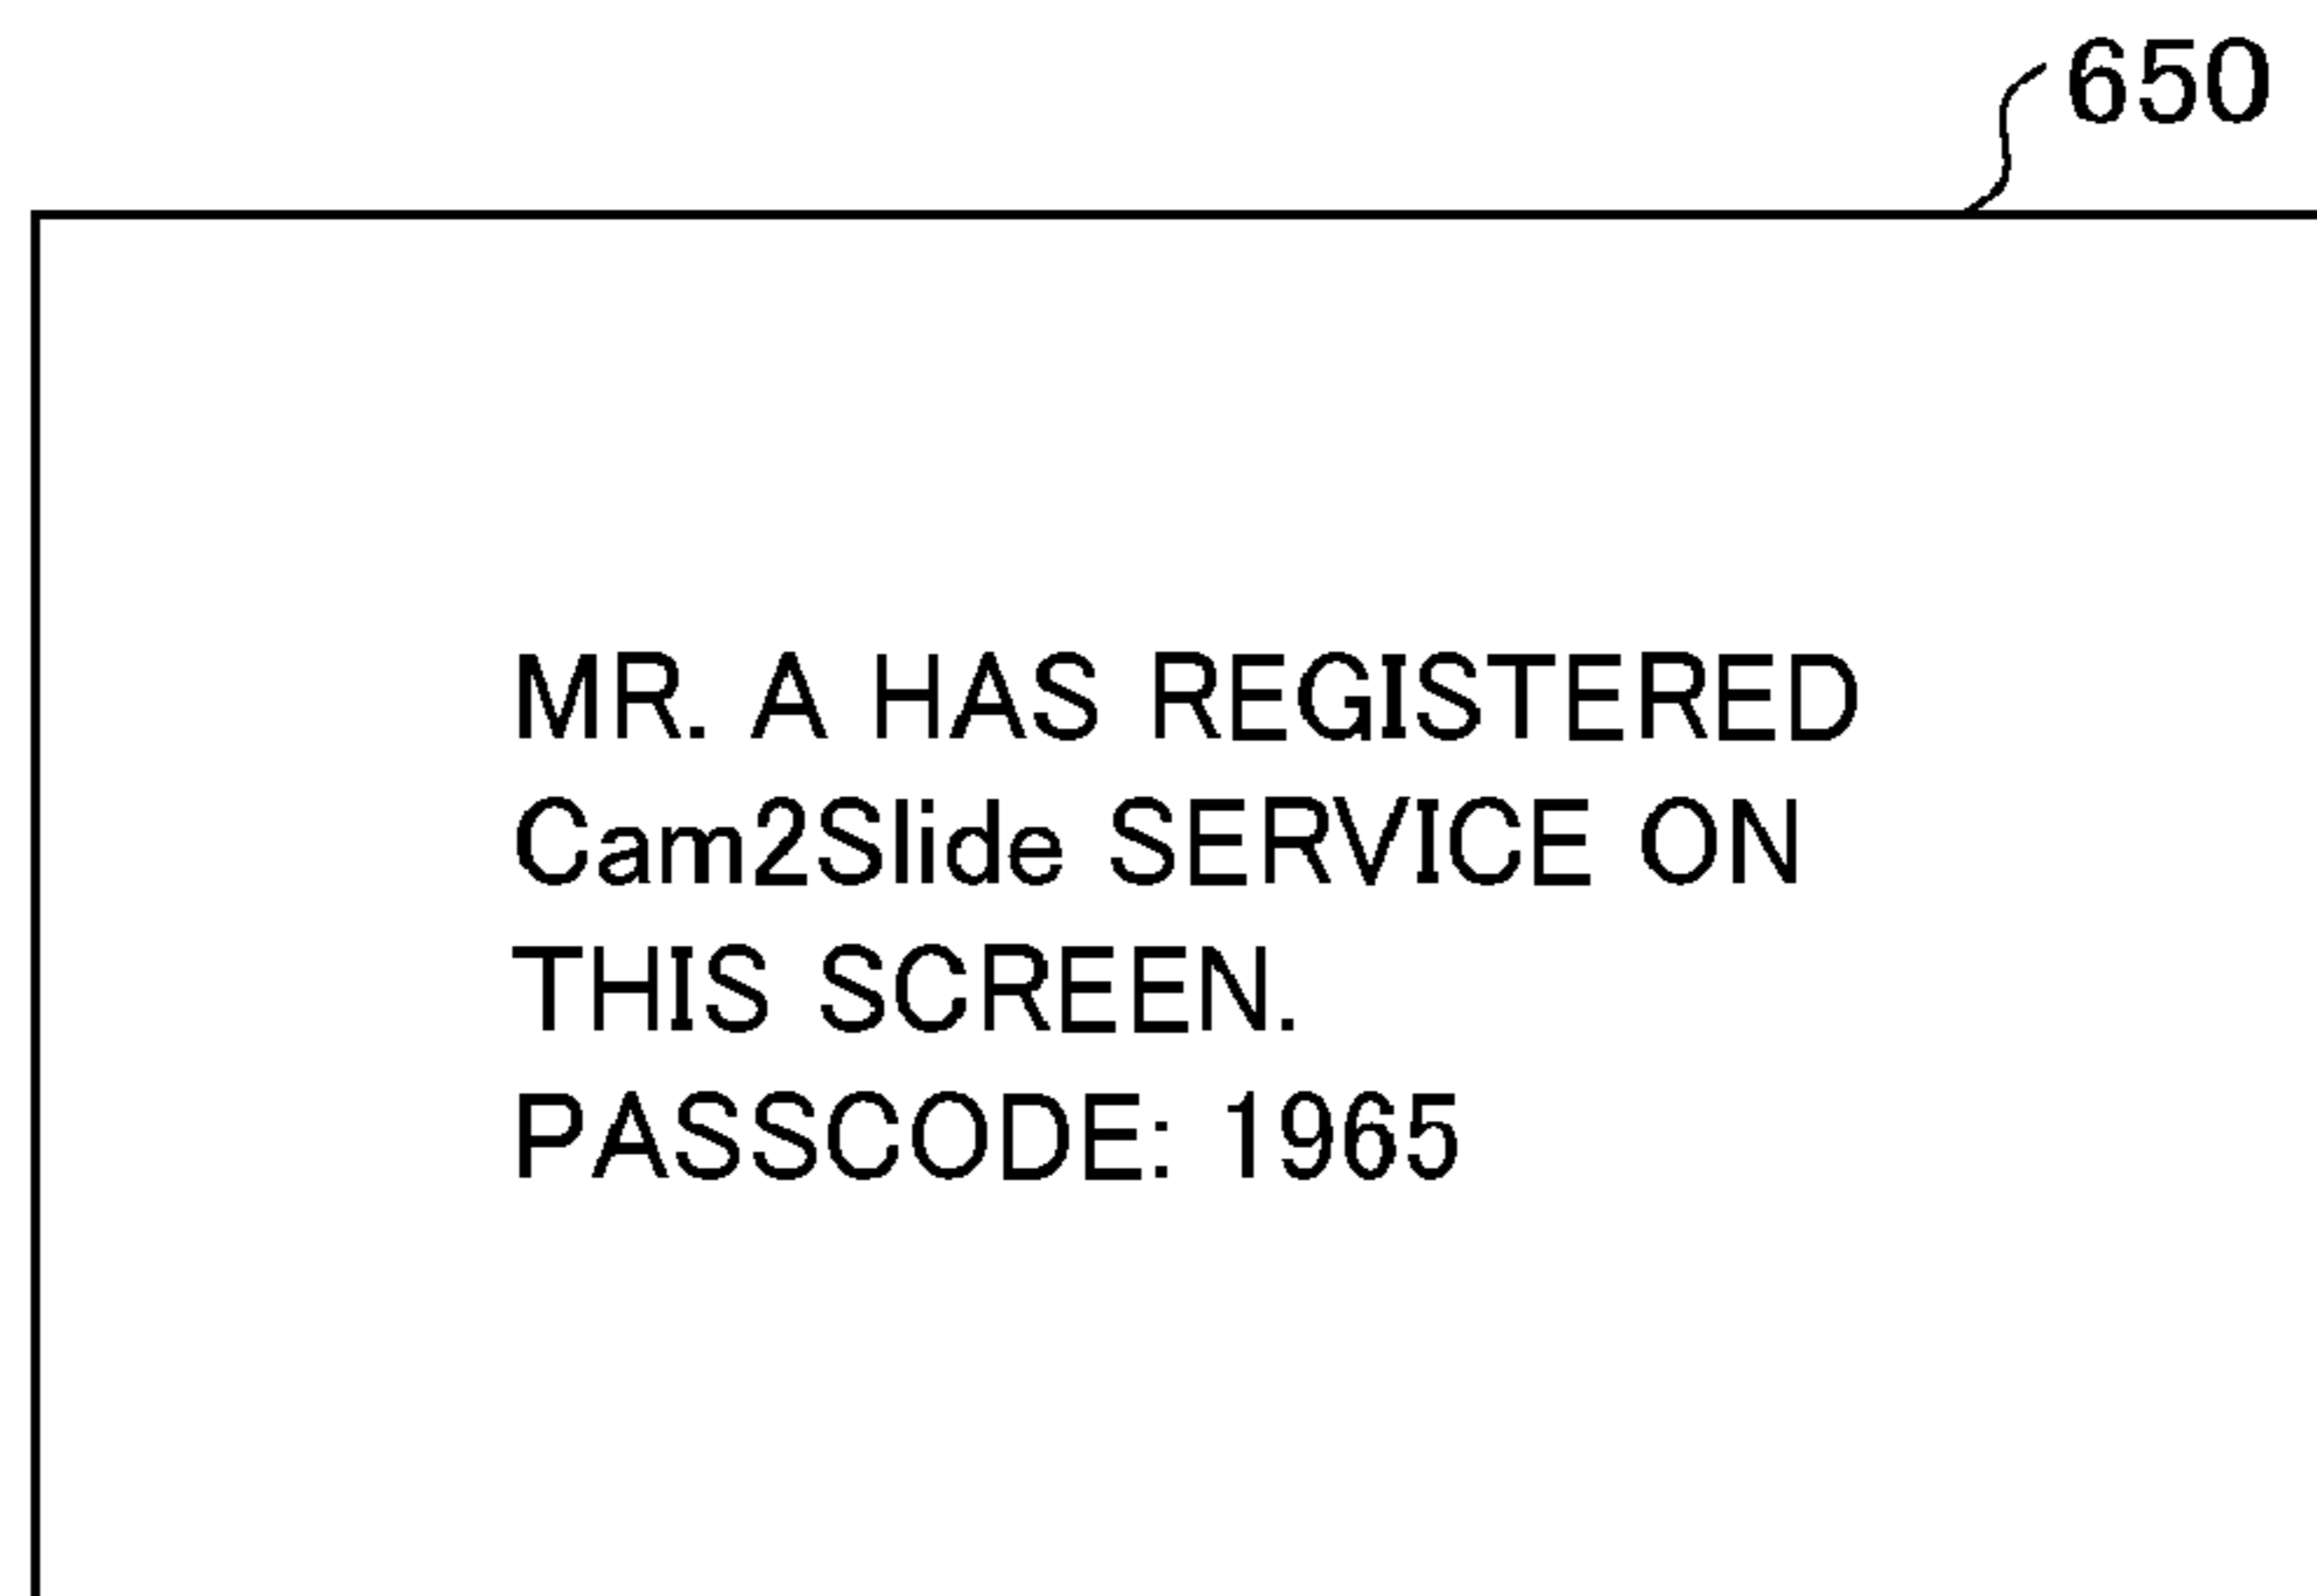 650
MR. A HAS REGISTERED
Cam2Slide SERVICE ON
THIS SCREEN.
PASSCODE: 1965